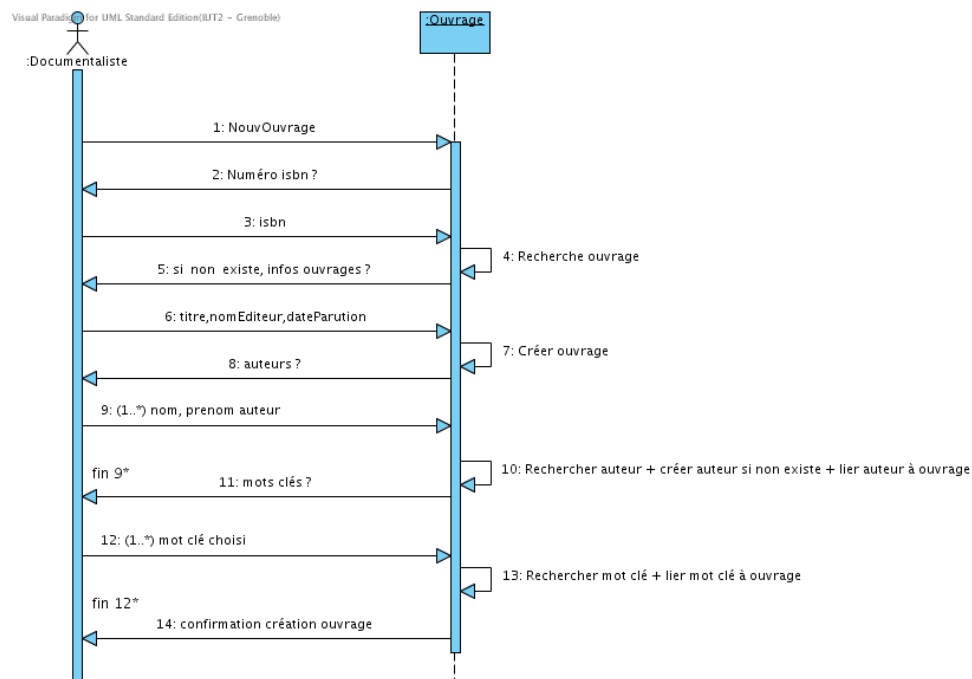 Visual Paradigm for UML Standard Edition(IUT2 - Grenoble)
:Ouvrage
:Documentaliste
1: NouvOuvrage
2: Numéro isbn ?
3: isbn
4: Recherche ouvrage
5: si non existe, infos ouvrages ?
6: titre,nomEditeur,dateParution
7: Créer ouvrage
8: auteurs ?
9: (1..*) nom, prenom auteur
10: Rechercher auteur + créer auteur si non existe + lier auteur à ouvrage
fin 9*
11: mots clés ?
12: (1..*) mot clé choisi
13: Rechercher mot clé + lier mot clé à ouvrage
fin 12*
14: confirmation création ouvrage